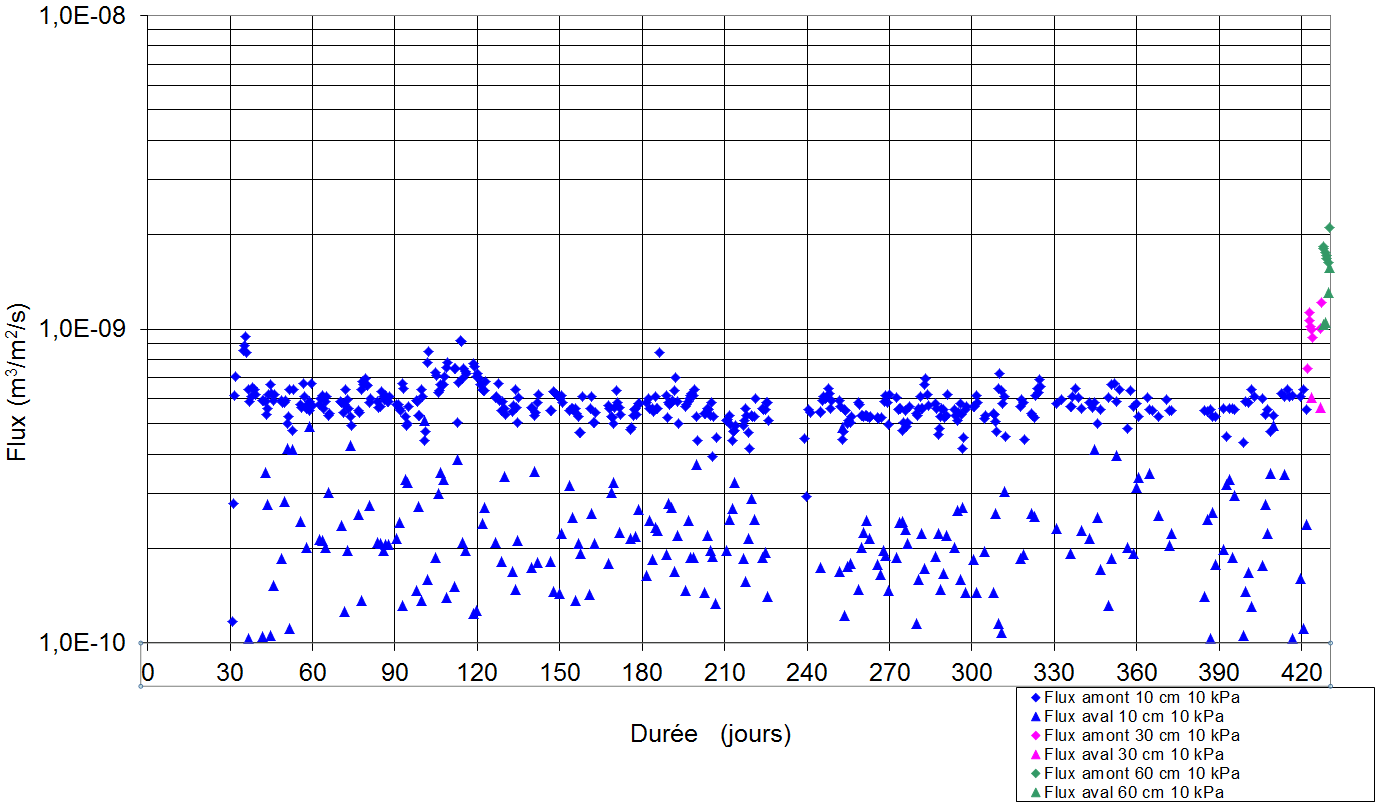 1,0E-08
1,0E-09
1,0E-10
Flux (m³/m²/s)
0 30 60 90 120 150 180 210 240 270 300 330 360 390 420
Durée (jours)
Flux amont 10 cm 10 kPa
Flux aval 10 cm 10 kPa
Flux amont 30 cm 10 kPa
Flux aval 30 cm 10 kPa
Flux amont 60 cm 10 kPa
Flux aval 60 cm 10 kPa